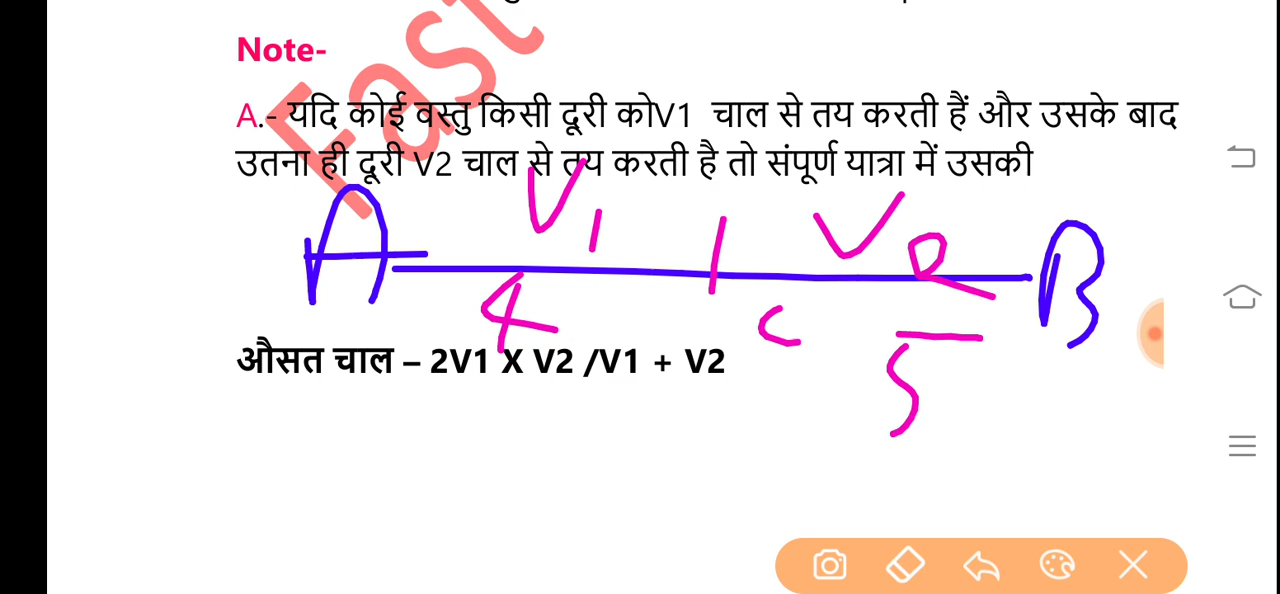 Note-
Fast
A.- यदि कोई वस्तु किसी दूरी कोV1 चाल से तय करती हैं और उसके बाद
उतना ही दूरी V2 चाल से तय करती है तो संपूर्ण यात्रा में उसकी
V1 V2
A B
4 C 5
औसत चाल – 2V1 X V2 /V1 + V2